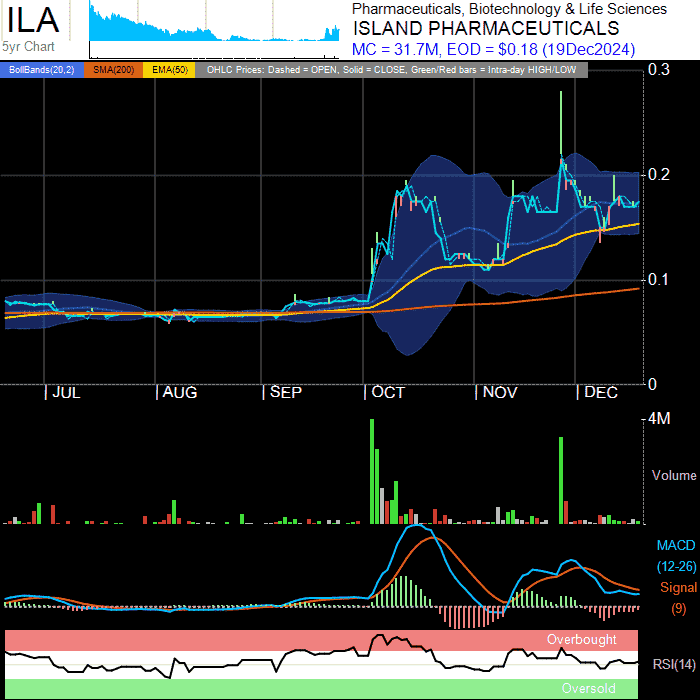 ILA
5yr Chart
Pharmaceuticals, Biotechnology & Life Sciences
ISLAND PHARMACEUTICALS
MC = 31.7M, EOD = $0.18 (19Dec2024)
BollBands(20,2) SMA(200) EMA(50) OHLC Prices: Dashed = OPEN, Solid = CLOSE, Green/Red bars = Intra-day HIGH/LOW
0.3
0.2
0.1
0
| JUL | AUG | SEP | OCT | NOV | DEC
4M
Volume
MACD
(12-26)
Signal
(9)
Overbought
RSI(14)
Oversold